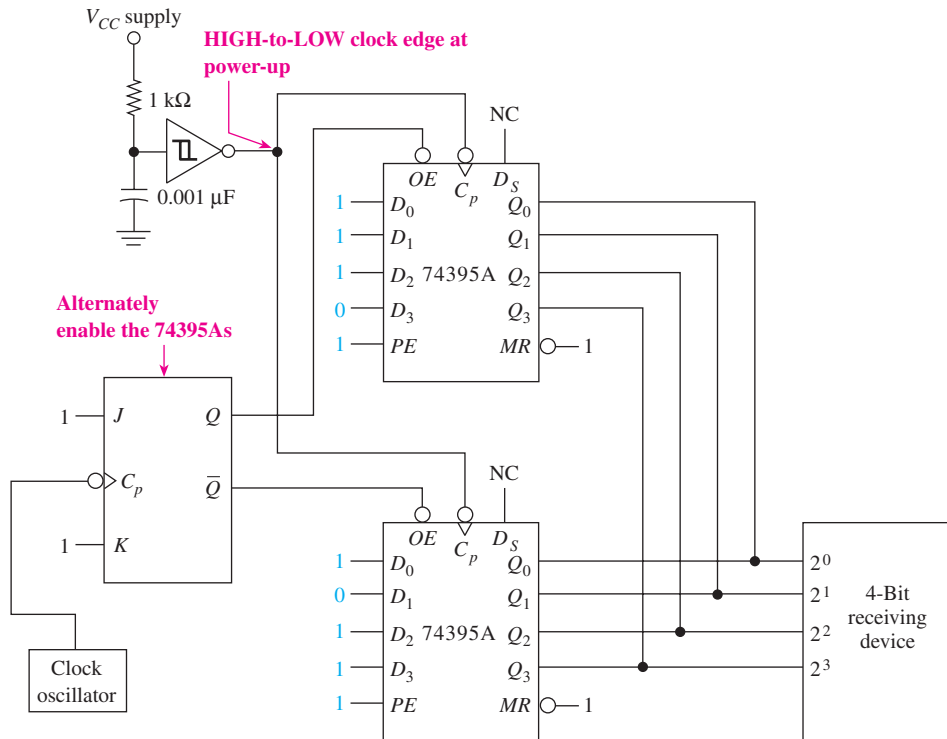 V_CC supply
HIGH-to-LOW clock edge at
power-up
1 kΩ
0.001 μF
NC
OE
C_p
D_S
1 D_0
Q_0
1 D_1
Q_1
1 D_2
74395A
Q_2
0 D_3
Q_3
1 PE
MR
1
Alternately
enable the 74395As
1 J
Q
C_p
Q̅
1 K
Clock
oscillator
NC
OE
C_p
D_S
1 D_0
Q_0
0 D_1
Q_1
1 D_2
74395A
Q_2
1 D_3
Q_3
1 PE
MR
1
2^0
2^1
2^2
2^3
4-Bit
receiving
device